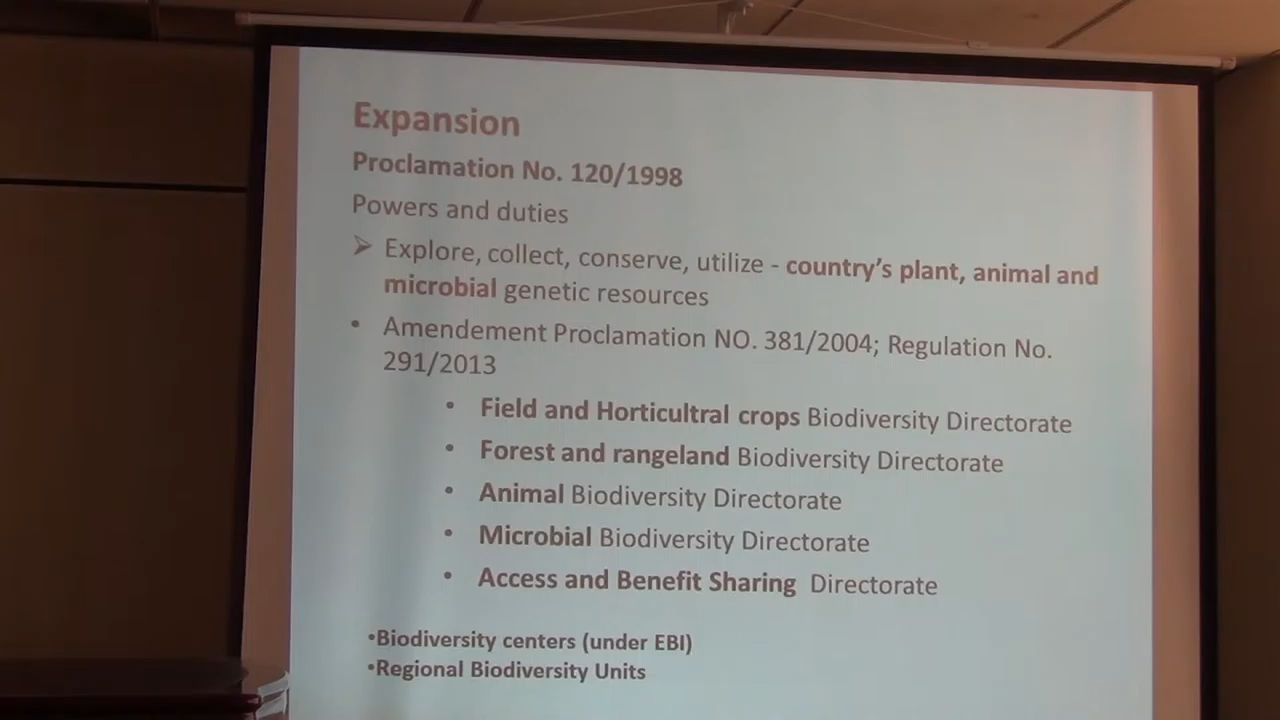 Expansion
Proclamation No. 120/1998
Powers and duties
➢ Explore, collect, conserve, utilize - country's plant, animal and
microbial genetic resources
• Amendement Proclamation NO. 381/2004; Regulation No.
291/2013
• Field and Horticultral crops Biodiversity Directorate
• Forest and rangeland Biodiversity Directorate
• Animal Biodiversity Directorate
• Microbial Biodiversity Directorate
• Access and Benefit Sharing Directorate
•Biodiversity centers (under EBI)
•Regional Biodiversity Units